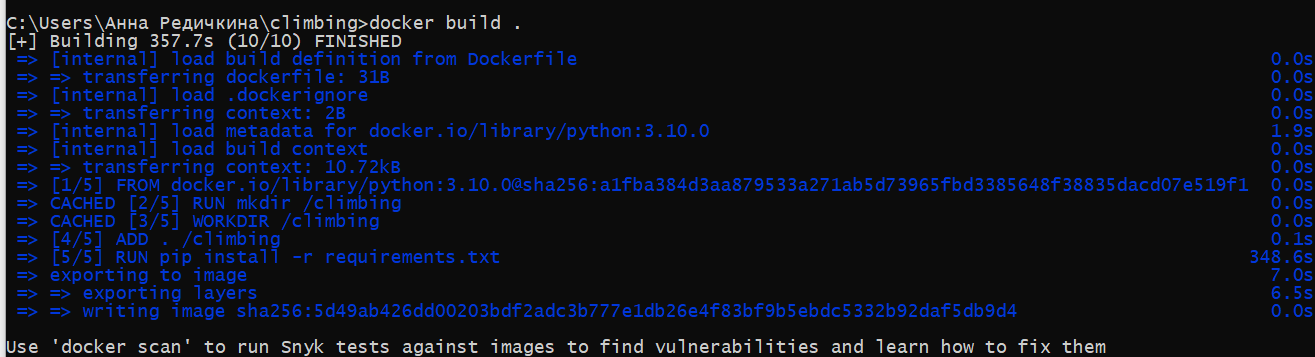 C:\Users\Анна Редичкина\climbing>docker build .
[+] Building 357.7s (10/10) FINISHED
=> [internal] load build definition from Dockerfile 0.0s
=> => transferring dockerfile: 31B 0.0s
=> [internal] load .dockerignore 0.0s
=> => transferring context: 2B 0.0s
=> [internal] load metadata for docker.io/library/python:3.10.0 1.9s
=> [internal] load build context 0.0s
=> => transferring context: 10.72kB 0.0s
=> [1/5] FROM docker.io/library/python:3.10.0@sha256:a1fba384d3aa879533a271ab5d73965fbd3385648f38835dacd07e519f1 0.0s
=> CACHED [2/5] RUN mkdir /climbing 0.0s
=> CACHED [3/5] WORKDIR /climbing 0.0s
=> [4/5] ADD . /climbing 0.1s
=> [5/5] RUN pip install -r requirements.txt 348.6s
=> exporting to image 7.0s
=> => exporting layers 6.5s
=> => writing image sha256:5d49ab426dd00203bdf2adc3b777e1db26e4f83bf9b5ebdc5332b92daf5db9d4 0.0s
Use 'docker scan' to run Snyk tests against images to find vulnerabilities and learn how to fix them